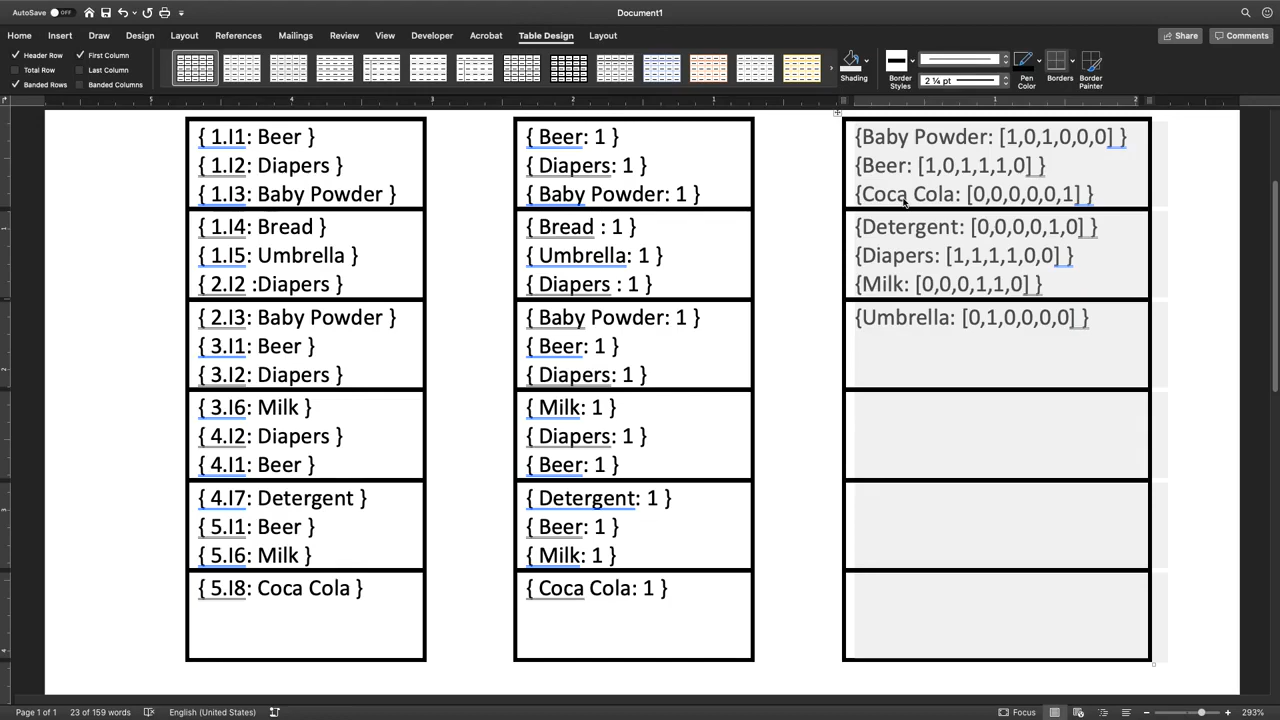 AutoSave OFF
Document1
Home Insert Draw Design Layout References Mailings Review View Developer Acrobat Table Design Layout
Share Comments
Header Row First Column
Total Row Last Column
Banded Rows Banded Columns
Shading
Border Styles
2 ¼ pt
Pen Color
Borders
Border Painter
5 4 3 2 1 1 2
{ 1.I1: Beer }
{ 1.I2: Diapers }
{ 1.I3: Baby Powder }
{ 1.I4: Bread }
{ 1.I5: Umbrella }
{ 2.I2 :Diapers }
{ 2.I3: Baby Powder }
{ 3.I1: Beer }
{ 3.I2: Diapers }
{ 3.I6: Milk }
{ 4.I2: Diapers }
{ 4.I1: Beer }
{ 4.I7: Detergent }
{ 5.I1: Beer }
{ 5.I6: Milk }
{ 5.I8: Coca Cola }
{ Beer: 1 }
{ Diapers: 1 }
{ Baby Powder: 1 }
{ Bread : 1 }
{ Umbrella: 1 }
{ Diapers : 1 }
{ Baby Powder: 1 }
{ Beer: 1 }
{ Diapers: 1 }
{ Milk: 1 }
{ Diapers: 1 }
{ Beer: 1 }
{ Detergent: 1 }
{ Beer: 1 }
{ Milk: 1 }
{ Coca Cola: 1 }
{Baby Powder: [1,0,1,0,0,0] }
{Beer: [1,0,1,1,1,0] }
{Coca Cola: [0,0,0,0,0,1] }
{Detergent: [0,0,0,0,1,0] }
{Diapers: [1,1,1,1,0,0] }
{Milk: [0,0,0,1,1,0] }
{Umbrella: [0,1,0,0,0,0] }
Page 1 of 1 23 of 159 words English (United States) Focus 293%